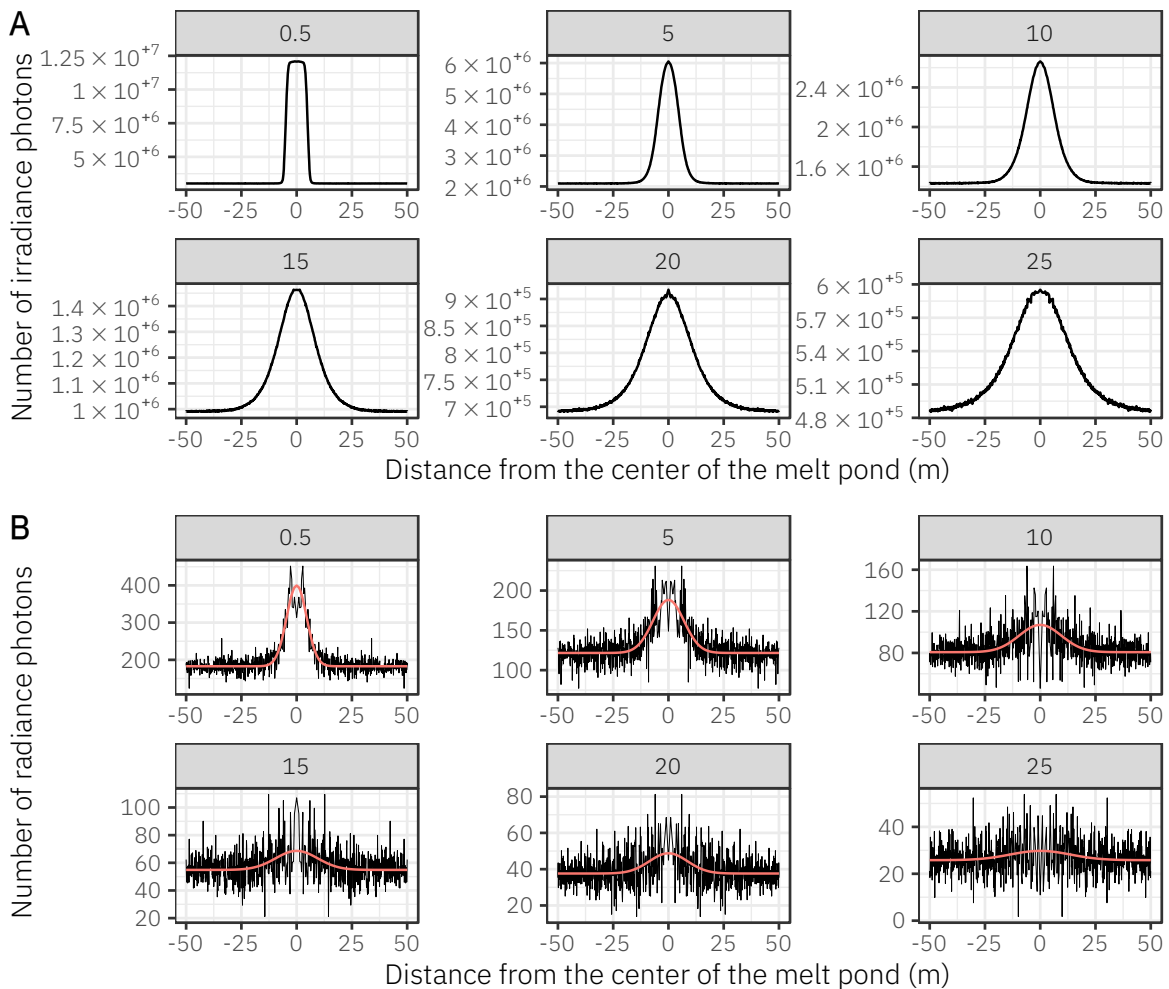 A
Number of irradiance photons
0.5
5
10
1.25 × 10+7
1 × 10+7
7.5 × 10+6
5 × 10+6
6 × 10+6
5 × 10+6
4 × 10+6
3 × 10+6
2 × 10+6
2.4 × 10+6
2 × 10+6
1.6 × 10+6
-50 -25 0 25 50
-50 -25 0 25 50
-50 -25 0 25 50
15
20
25
1.4 × 10+6
1.3 × 10+6
1.2 × 10+6
1.1 × 10+6
1 × 10+6
9 × 10+5
8.5 × 10+5
8 × 10+5
7.5 × 10+5
7 × 10+5
6 × 10+5
5.7 × 10+5
5.4 × 10+5
5.1 × 10+5
4.8 × 10+5
-50 -25 0 25 50
-50 -25 0 25 50
-50 -25 0 25 50
Distance from the center of the melt pond (m)
B
Number of radiance photons
0.5
5
10
400
300
200
200
150
100
160
120
80
-50 -25 0 25 50
-50 -25 0 25 50
-50 -25 0 25 50
15
20
25
100
80
60
40
20
80
60
40
20
40
20
0
-50 -25 0 25 50
-50 -25 0 25 50
-50 -25 0 25 50
Distance from the center of the melt pond (m)